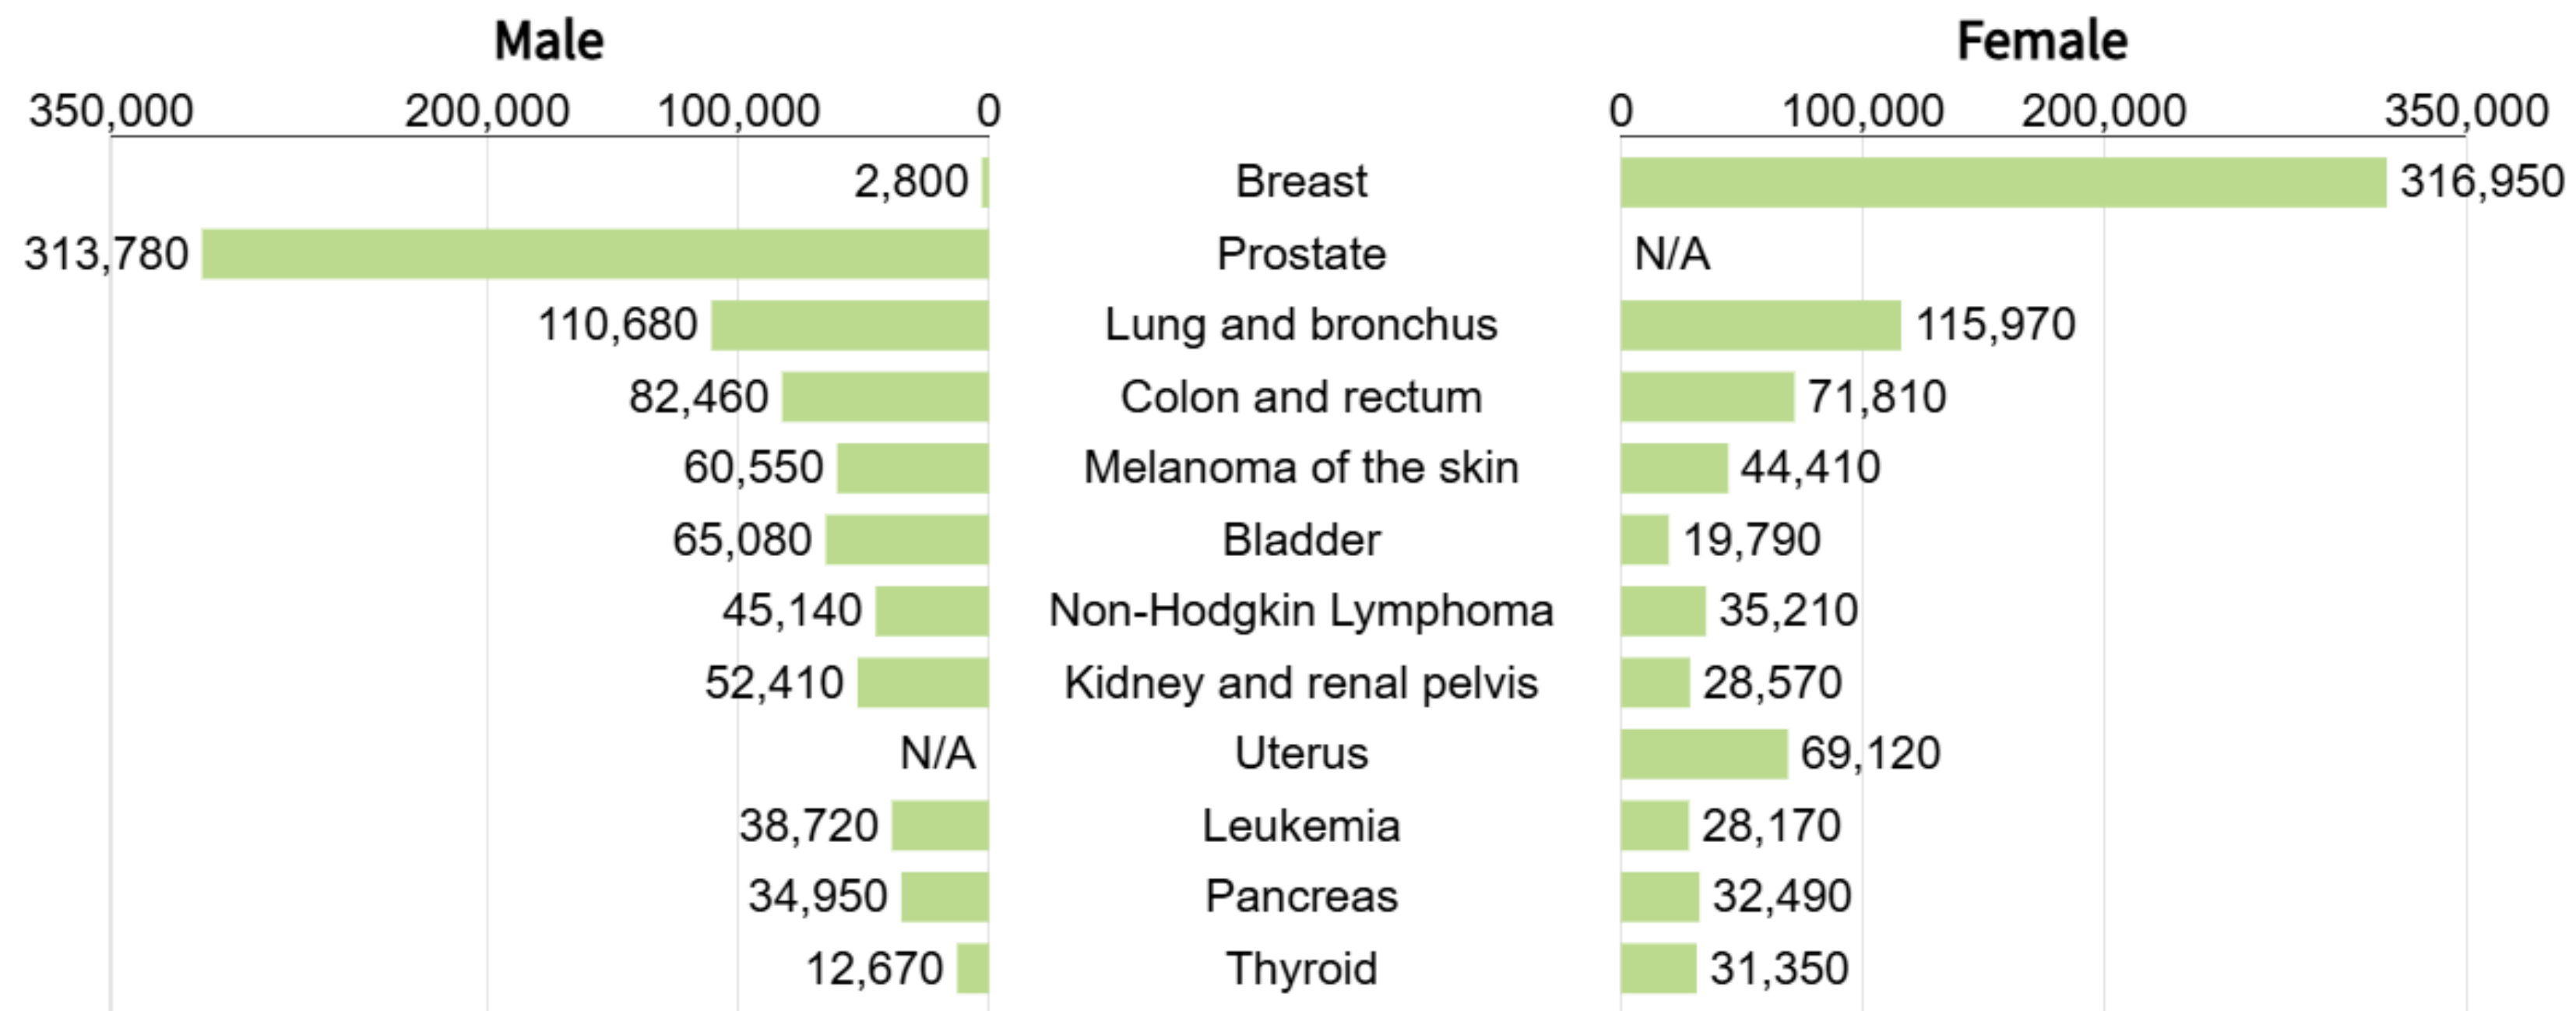 Male Female
350,000 200,000 100,000 0 0 100,000 200,000 350,000
2,800 Breast 316,950
313,780 Prostate N/A
110,680 Lung and bronchus 115,970
82,460 Colon and rectum 71,810
60,550 Melanoma of the skin 44,410
65,080 Bladder 19,790
45,140 Non-Hodgkin Lymphoma 35,210
52,410 Kidney and renal pelvis 28,570
N/A Uterus 69,120
38,720 Leukemia 28,170
34,950 Pancreas 32,490
12,670 Thyroid 31,350